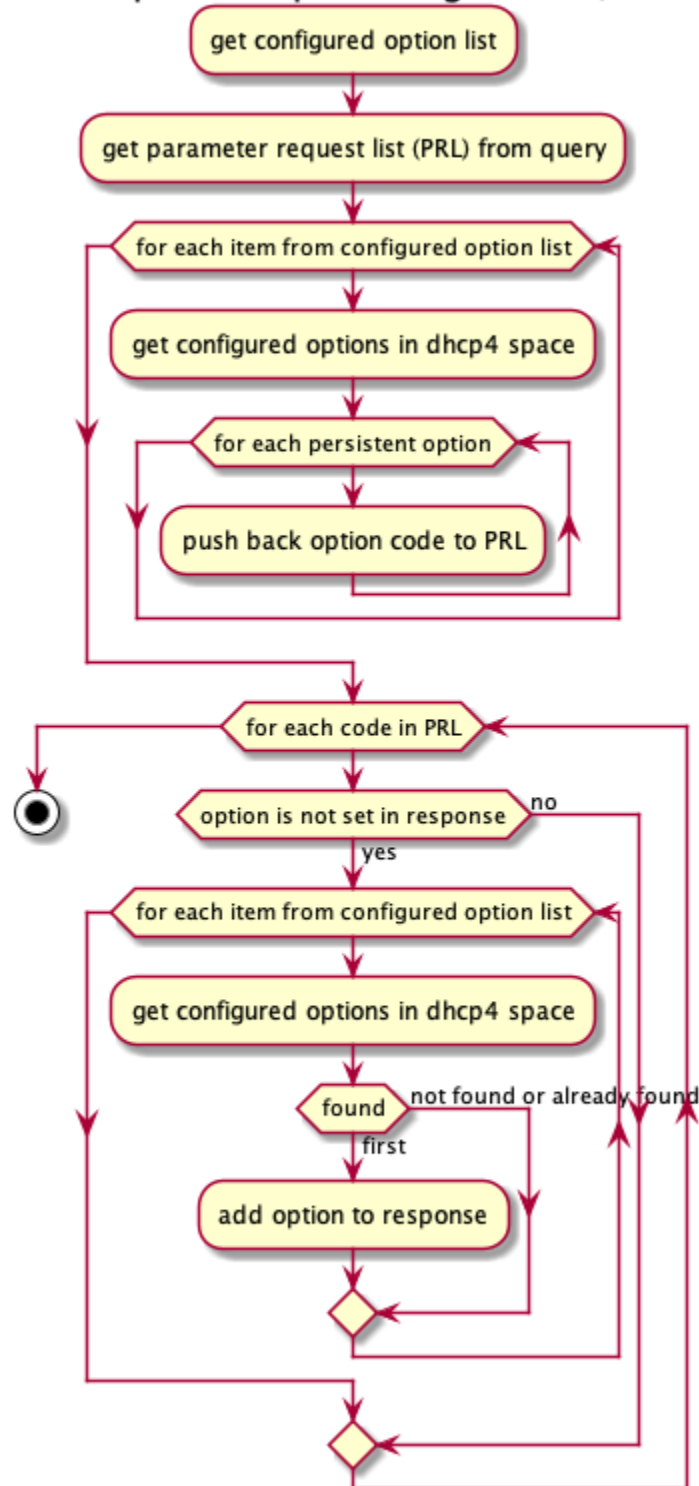 get configured option list
get parameter request list (PRL) from query
for each item from configured option list
get configured options in dhcp4 space
for each persistent option
push back option code to PRL
for each code in PRL
option is not set in response
no
yes
for each item from configured option list
get configured options in dhcp4 space
found
not found or already found
first
add option to response